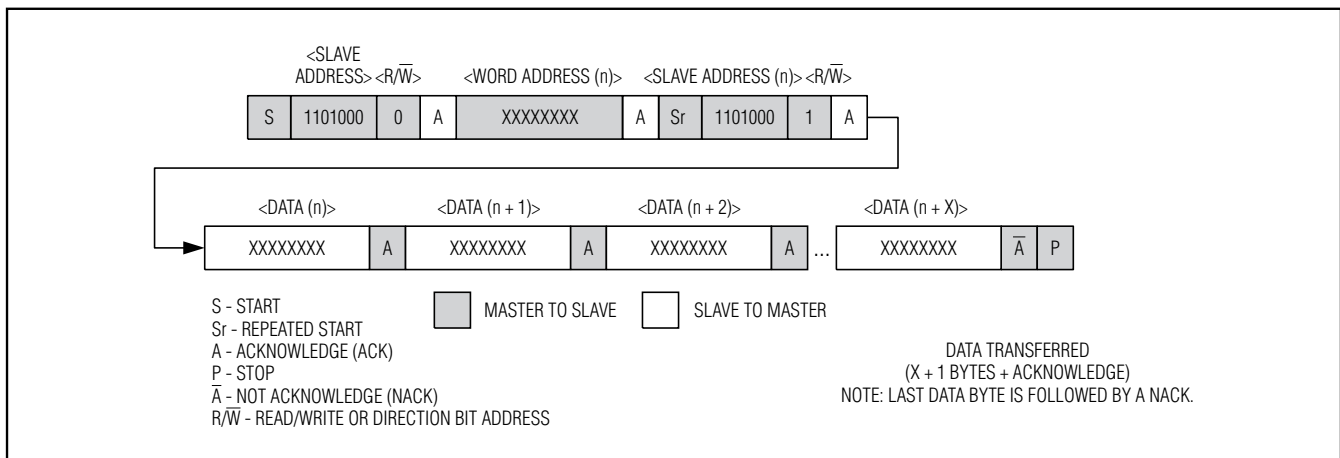 <SLAVE
ADDRESS> <R/W̅> <WORD ADDRESS (n)> <SLAVE ADDRESS (n)> <R/W̅>
S 1101000 0 A XXXXXXXX A Sr 1101000 1 A
<DATA (n)> <DATA (n + 1)> <DATA (n + 2)> <DATA (n + X)>
XXXXXXXX A XXXXXXXX A XXXXXXXX A ... XXXXXXXX A̅ P
S - START
Sr - REPEATED START
A - ACKNOWLEDGE (ACK)
P - STOP
A̅ - NOT ACKNOWLEDGE (NACK)
R/W̅ - READ/WRITE OR DIRECTION BIT ADDRESS
MASTER TO SLAVE SLAVE TO MASTER
DATA TRANSFERRED
(X + 1 BYTES + ACKNOWLEDGE)
NOTE: LAST DATA BYTE IS FOLLOWED BY A NACK.